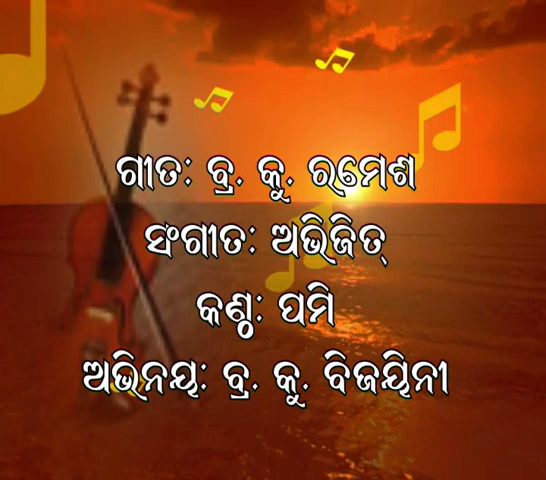 ଗୀତ: ବ୍ର. କୁ. ରମେଶ
ସଂଗୀତ: ଅଭିଜିତ୍
କଣ୍ଠ: ପମି
ଅଭିନୟ: ବ୍ର. କୁ. ବିଜୟିନୀ